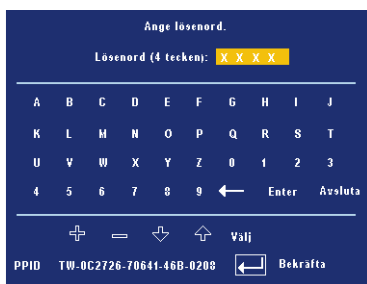 Ange lösenord.
Lösenord (4 tecken): X X X X
A B C D E F G H I J
K L M N O P Q R S T
U V W X Y Z 0 1 2 3
4 5 6 7 8 9 ← Enter Avsluta
Välj
PPID TW-0C2726-70641-46B-0208 Bekräfta